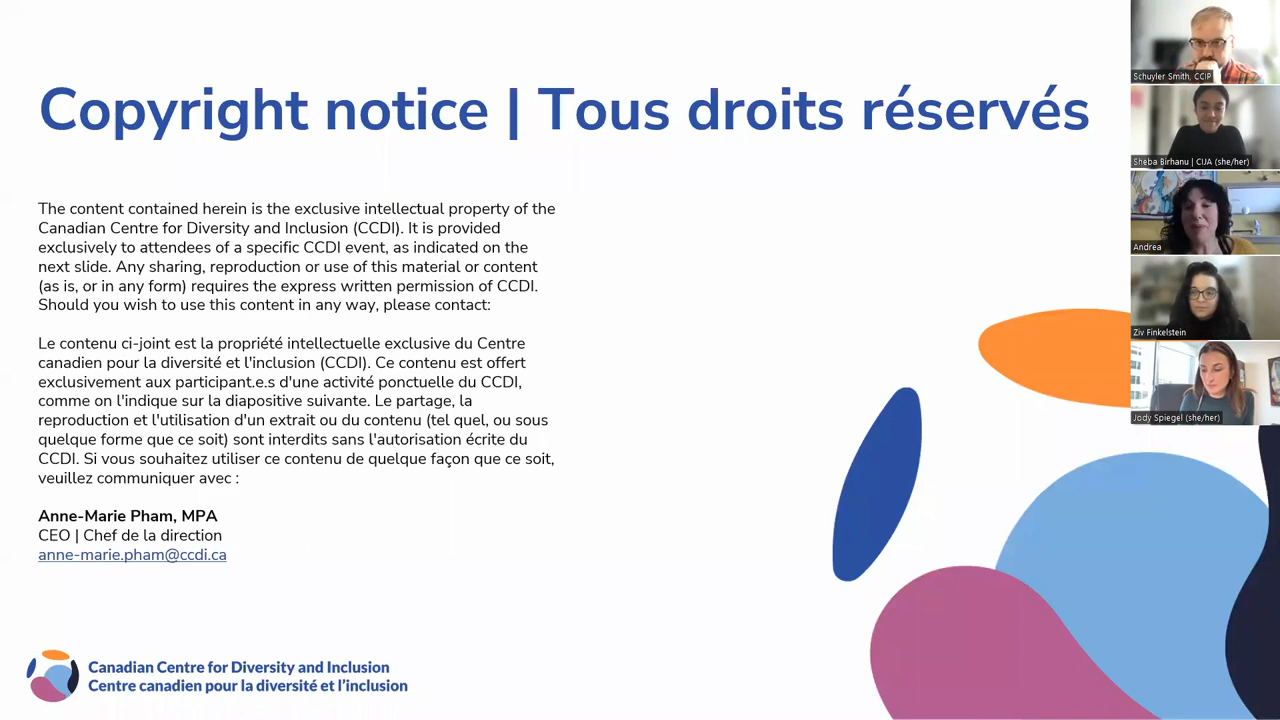 Copyright notice | Tous droits réservés
The content contained herein is the exclusive intellectual property of the
Canadian Centre for Diversity and Inclusion (CCDI). It is provided
exclusively to attendees of a specific CCDI event, as indicated on the
next slide. Any sharing, reproduction or use of this material or content
(as is, or in any form) requires the express written permission of CCDI.
Should you wish to use this content in any way, please contact:
Le contenu ci-joint est la propriété intellectuelle exclusive du Centre
canadien pour la diversité et l'inclusion (CCDI). Ce contenu est offert
exclusivement aux participant.e.s d'une activité ponctuelle du CCDI,
comme on l'indique sur la diapositive suivante. Le partage, la
reproduction et l'utilisation d'un extrait ou du contenu (tel quel, ou sous
quelque forme que ce soit) sont interdits sans l'autorisation écrite du
CCDI. Si vous souhaitez utiliser ce contenu de quelque façon que ce soit,
veuillez communiquer avec :
Anne-Marie Pham, MPA
CEO | Chef de la direction
anne-marie.pham@ccdi.ca
Canadian Centre for Diversity and Inclusion
Centre canadien pour la diversité et l'inclusion
Schuyler Smith, CCIP
Sheba Birhanu | CIJA (she/her)
Andrea
Ziv Finkelstein
Jody Spiegel (she/her)